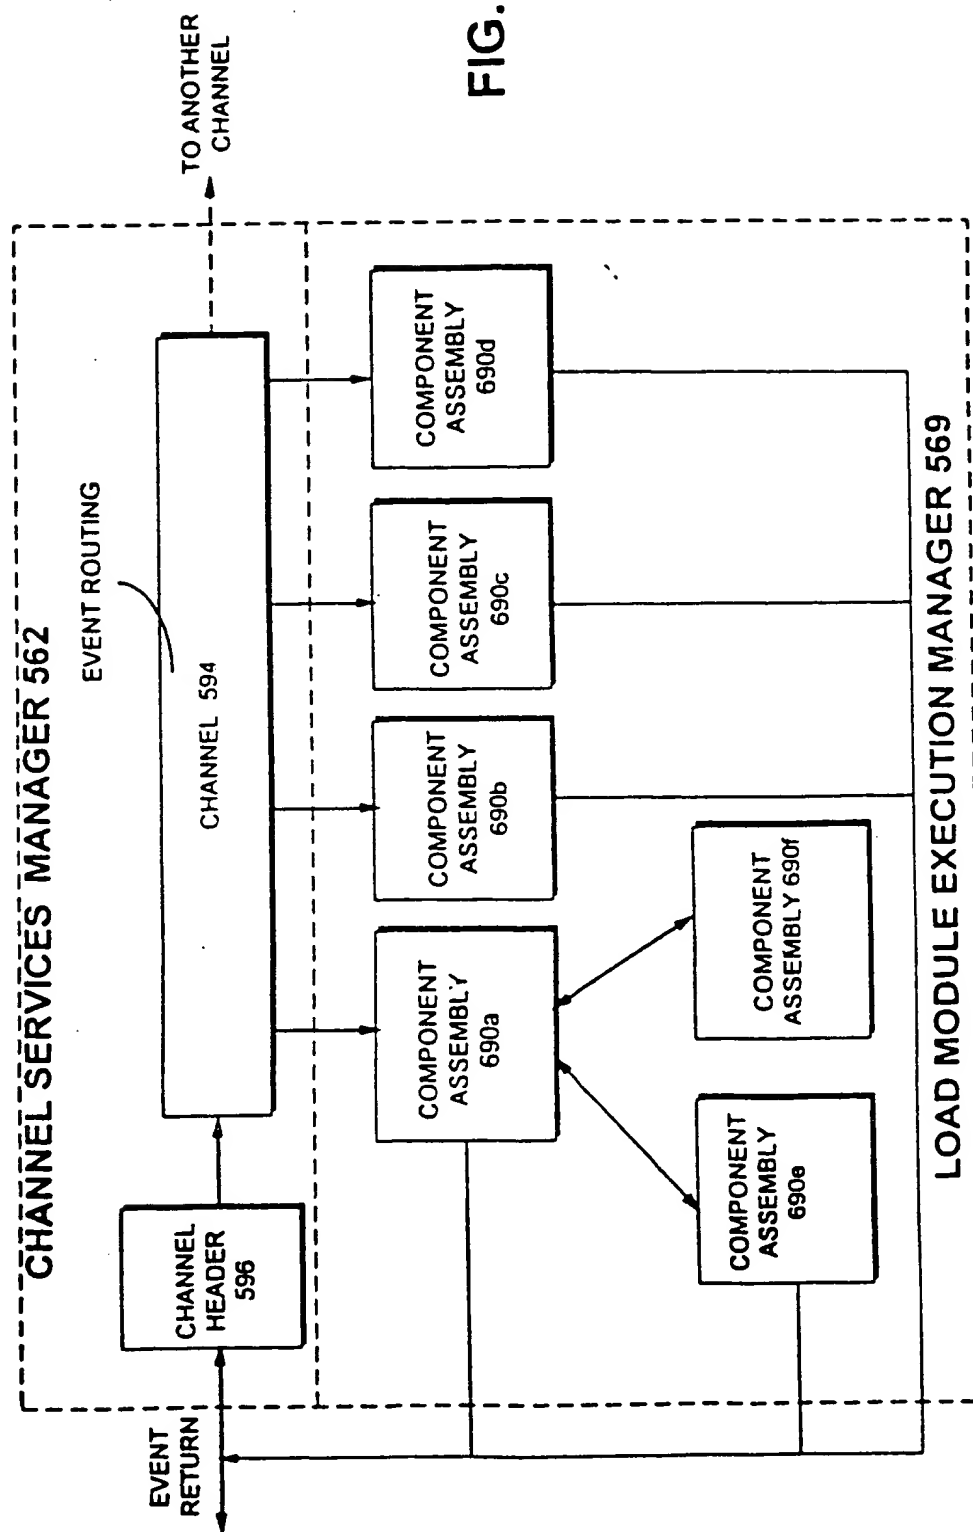 CHANNEL SERVICES MANAGER 562
EVENT ROUTING
TO ANOTHER
CHANNEL
EVENT
RETURN
CHANNEL
HEADER
596
CHANNEL 594
COMPONENT
ASSEMBLY
690a
COMPONENT
ASSEMBLY
690b
COMPONENT
ASSEMBLY
690c
COMPONENT
ASSEMBLY
690d
COMPONENT
ASSEMBLY
690e
COMPONENT
ASSEMBLY 690f
LOAD MODULE EXECUTION MANAGER 569
FIG.